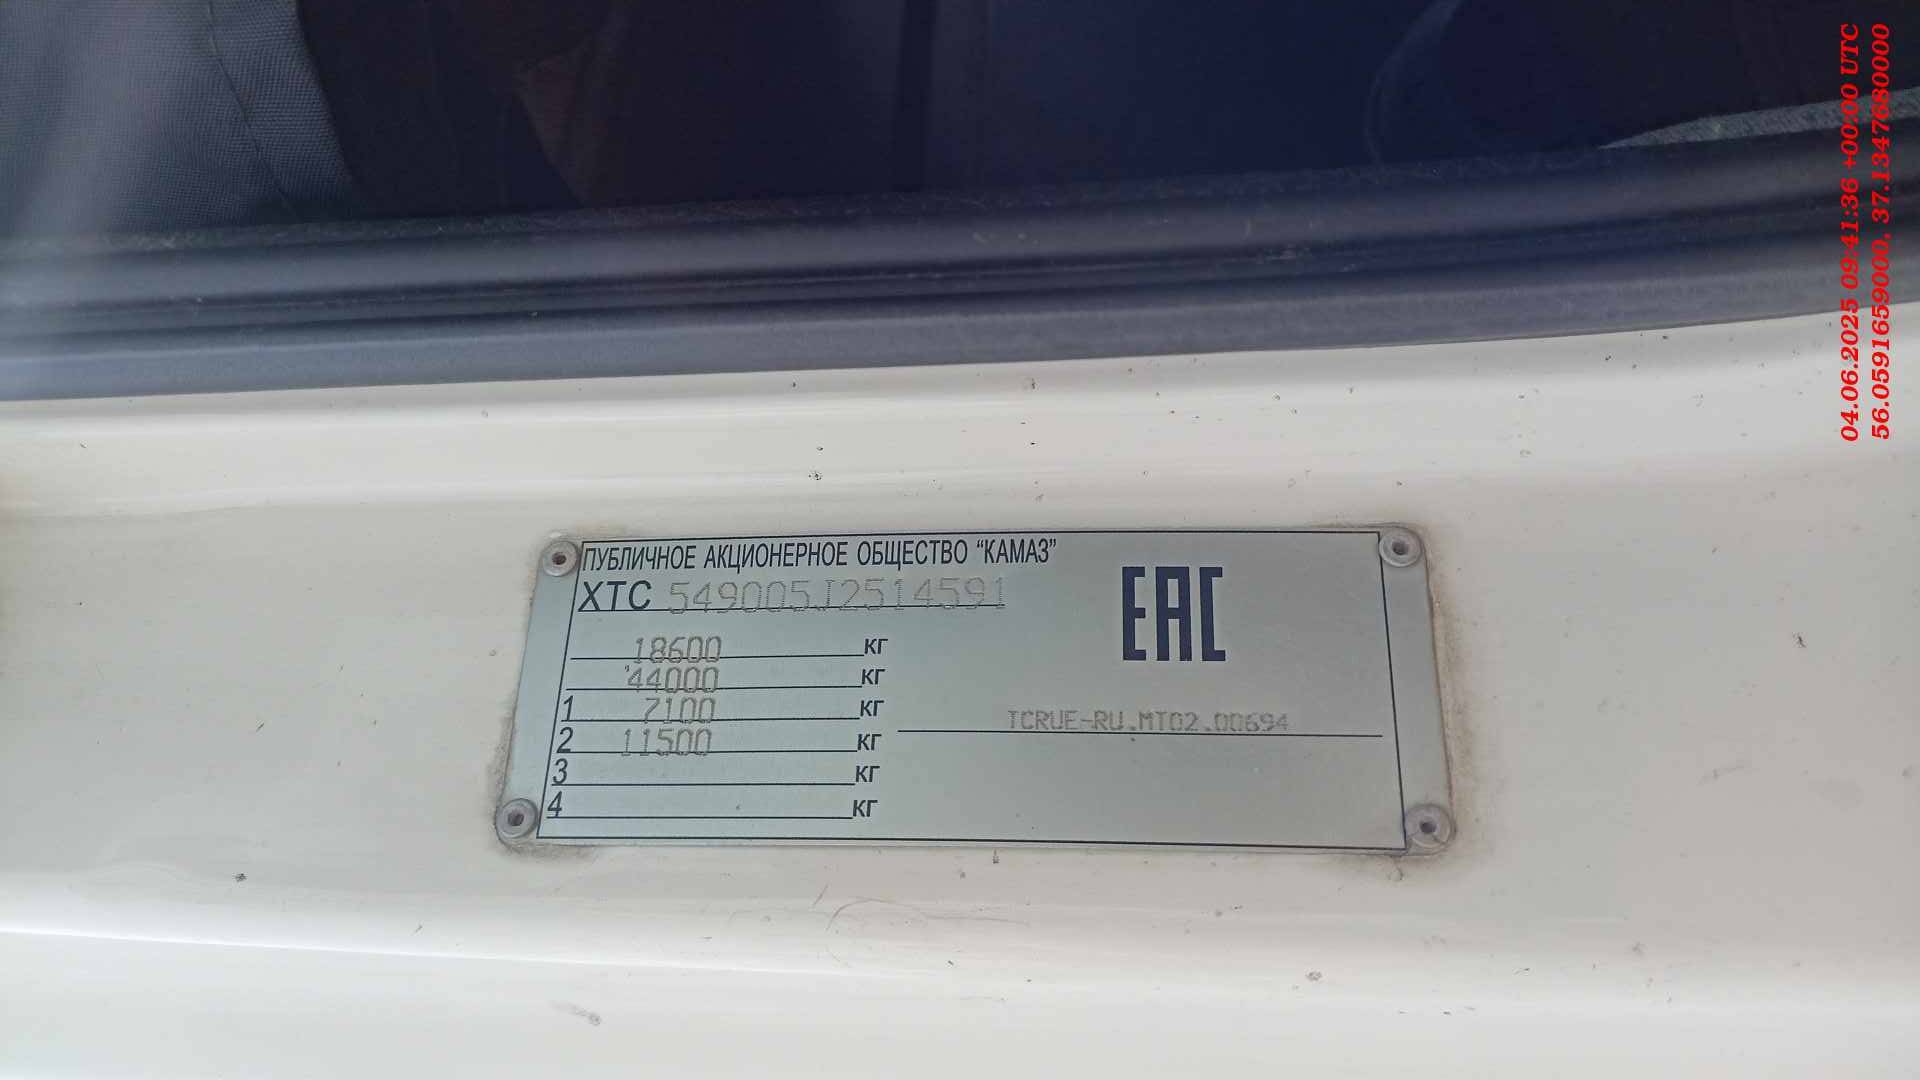 ПУБЛИЧНОЕ АКЦИОНЕРНОЕ ОБЩЕСТВО “КАМАЗ”
XTC 549005J2514591
EAC
18600 кг
44000 кг
1 7100 кг
2 11500 кг
3 кг
4 кг
TCRUE-RU.MT02.00694
04.06.2025 09:41:36 +00:00 UTC
56.0591659000, 37.1347680000